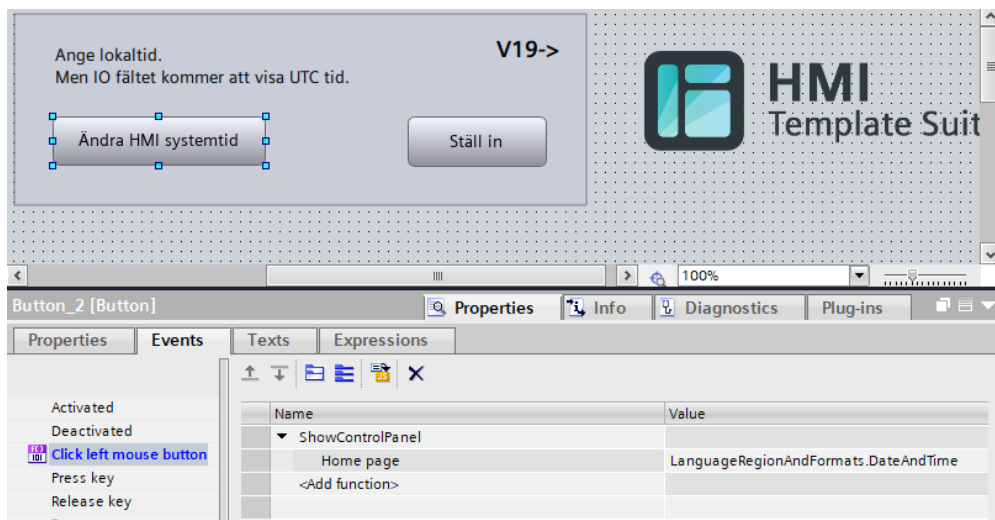 Ange lokaltid.
V19->
Men IO fältet kommer att visa UTC tid.
Ändra HMI systemtid
Ställ in
HMI
Template Suit
100%
Button_2 [Button]
Properties
Info
Diagnostics
Plug-ins
Properties
Events
Texts
Expressions
Activated
Deactivated
Click left mouse button
Press key
Release key
Name
Value
ShowControlPanel
Home page
LanguageRegionAndFormats.DateAndTime
<Add function>